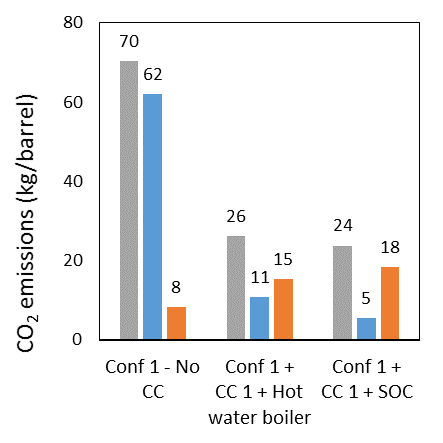 80
70
62
60
CO₂ emissions (kg/barrel)
40
26
24
20
18
15
11
8
5
0
Conf 1 - No
CC
Conf 1 +
CC 1 + Hot
water boiler
Conf 1 +
CC 1 + SOC